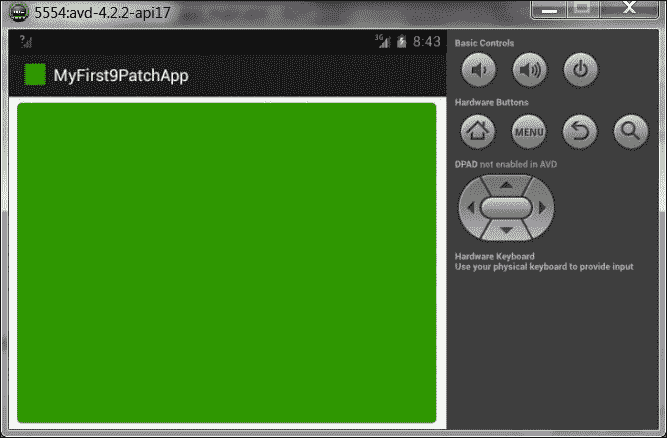 5554:avd-4.2.2-api17
3G 8:43
MyFirst9PatchApp
Basic Controls
Hardware Buttons
MENU
DPAD not enabled in AVD
Hardware Keyboard
Use your physical keyboard to provide input